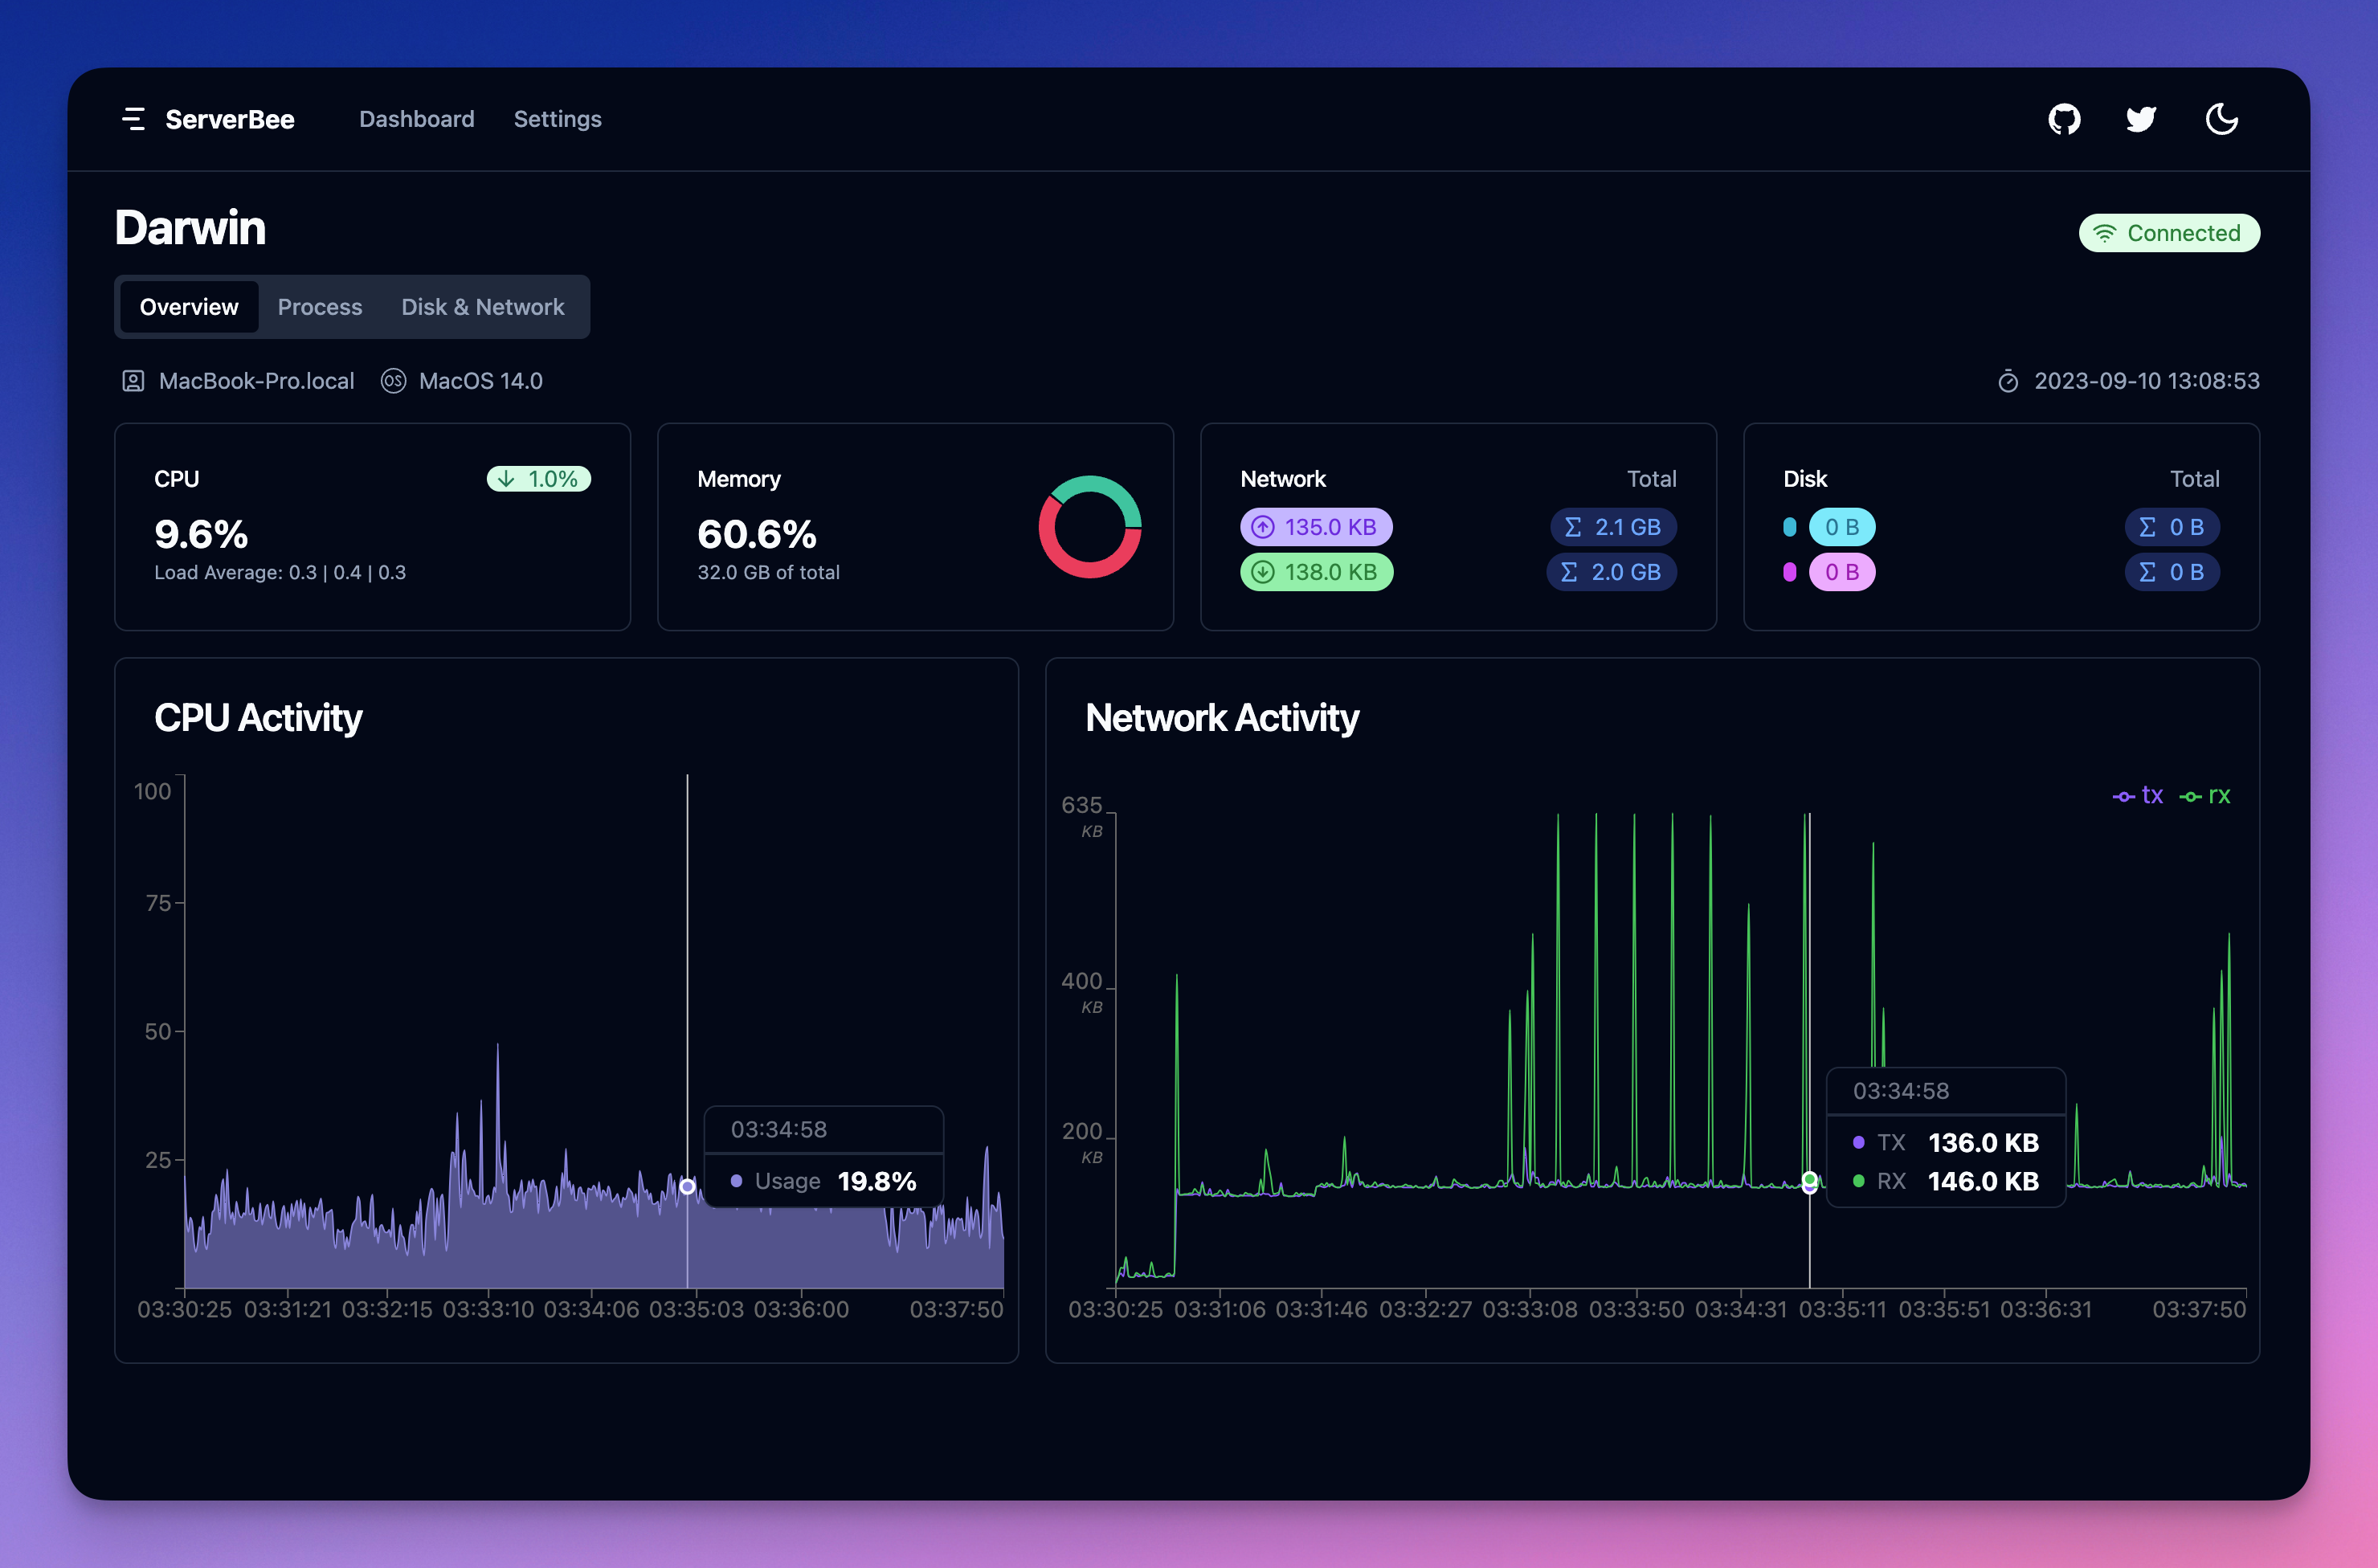 ServerBee Dashboard Settings
Darwin
Connected
Overview Process Disk & Network
MacBook-Pro.local OS MacOS 14.0 2023-09-10 13:08:53
CPU ↓ 1.0%
9.6%
Load Average: 0.3 | 0.4 | 0.3
Memory
60.6%
32.0 GB of total
Network Total
135.0 KB Σ 2.1 GB
138.0 KB Σ 2.0 GB
Disk Total
0 B Σ 0 B
0 B Σ 0 B
CPU Activity
100
75
50
25
03:34:58
Usage 19.8%
03:30:25 03:31:21 03:32:15 03:33:10 03:34:06 03:35:03 03:36:00 03:37:50
Network Activity
tx rx
635
KB
400
KB
200
KB
03:34:58
TX 136.0 KB
RX 146.0 KB
03:30:25 03:31:06 03:31:46 03:32:27 03:33:08 03:33:50 03:34:31 03:35:11 03:35:51 03:36:31 03:37:50